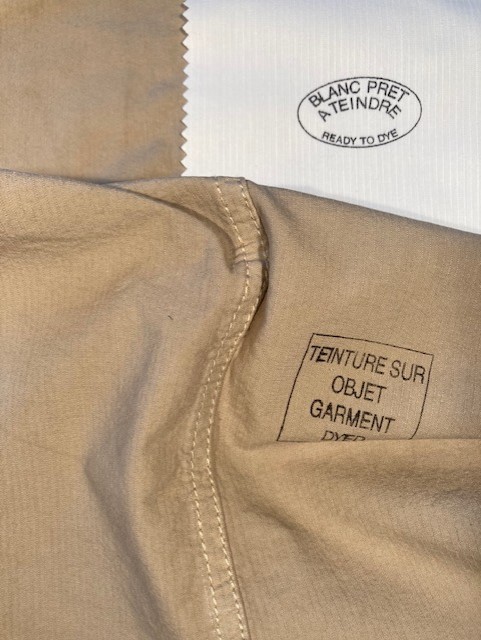 BLANC PRET
A TEINDRE
READY TO DYE
TEINTURE SUR
OBJET
GARMENT